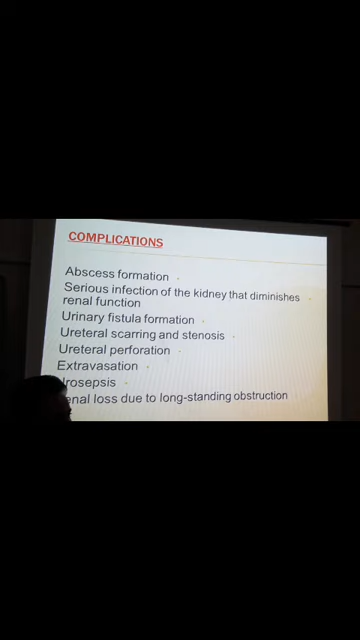 COMPLICATIONS
Abscess formation
Serious infection of the kidney that diminishes
renal function
Urinary fistula formation
Ureteral scarring and stenosis
Ureteral perforation
Extravasation
rosepsis
enal loss due to long-standing obstruction